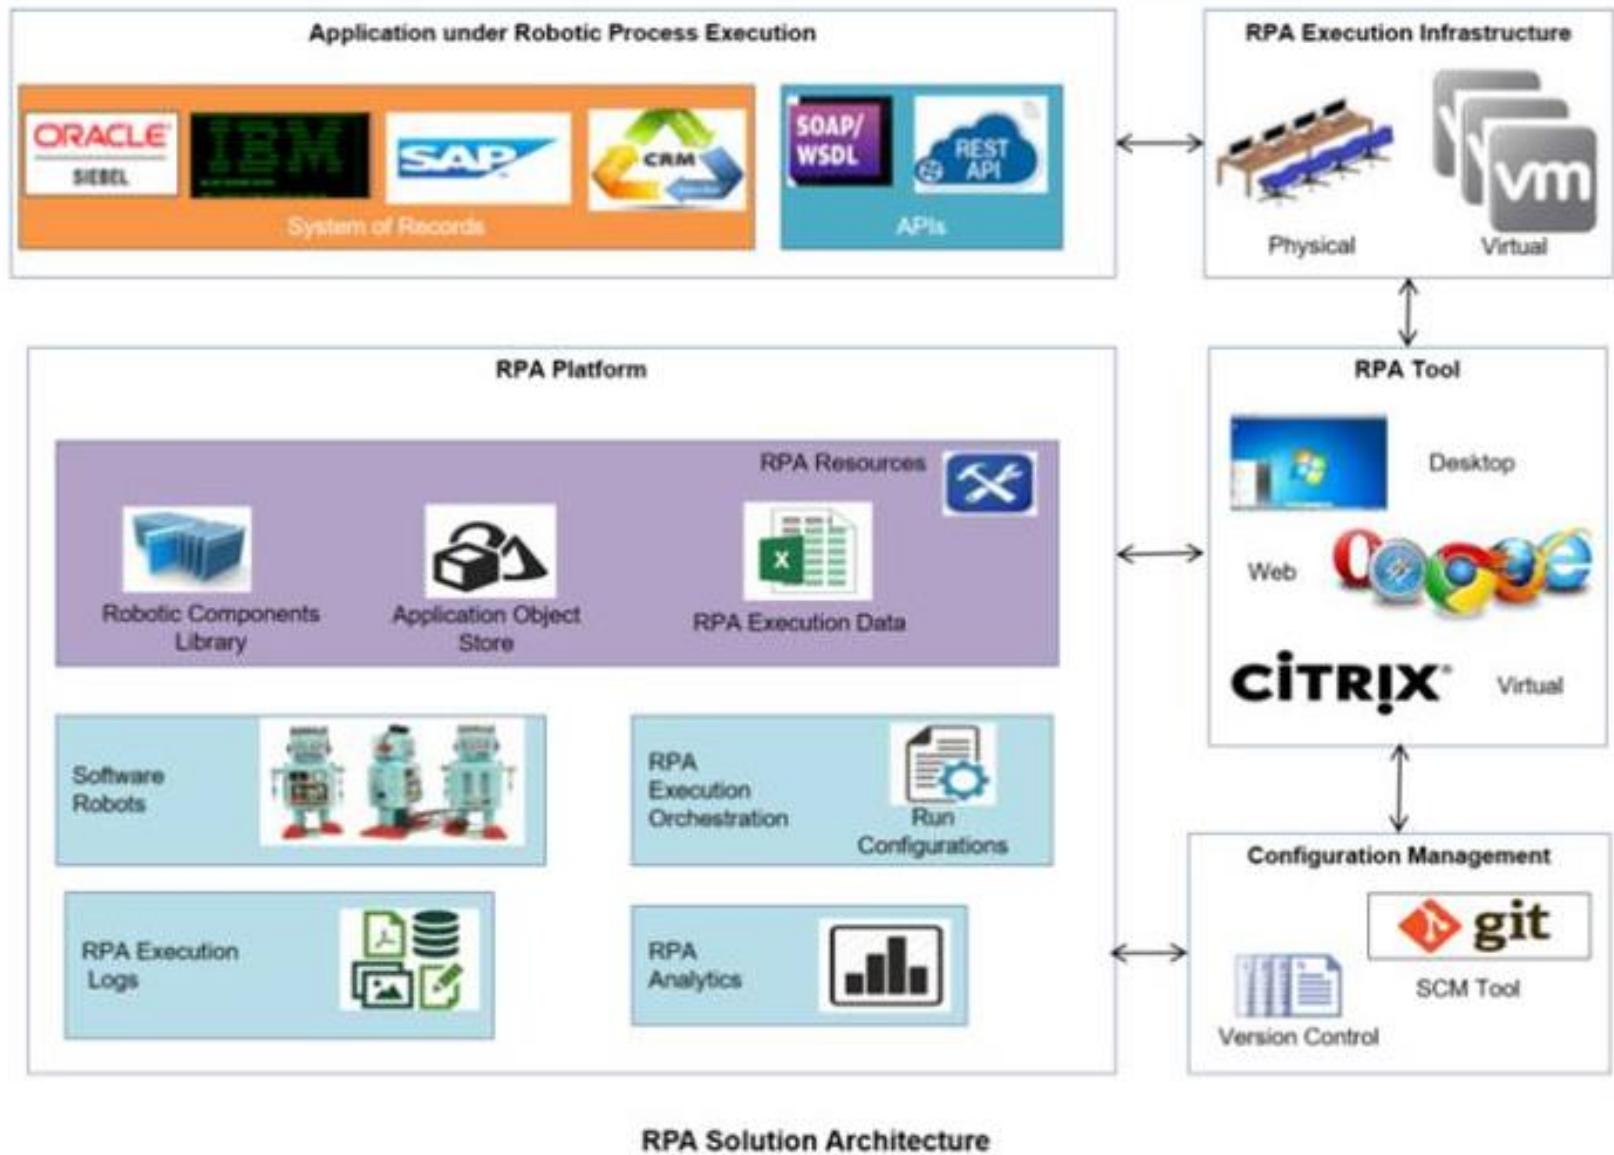 Application under Robotic Process Execution
RPA Execution Infrastructure
ORACLE
SIEBEL
IBM
SAP
CRM
System of Records
SOAP/
WSDL
REST
API
APIs
Physical
vm
Virtual
RPA Platform
RPA Resources
Robotic Components
Library
Application Object
Store
X
RPA Execution Data
RPA Tool
Desktop
Web
CİTRIX
Virtual
Software
Robots
RPA
Execution
Orchestration
Run
Configurations
RPA Execution
Logs
RPA
Analytics
Configuration Management
git
SCM Tool
Version Control
RPA Solution Architecture